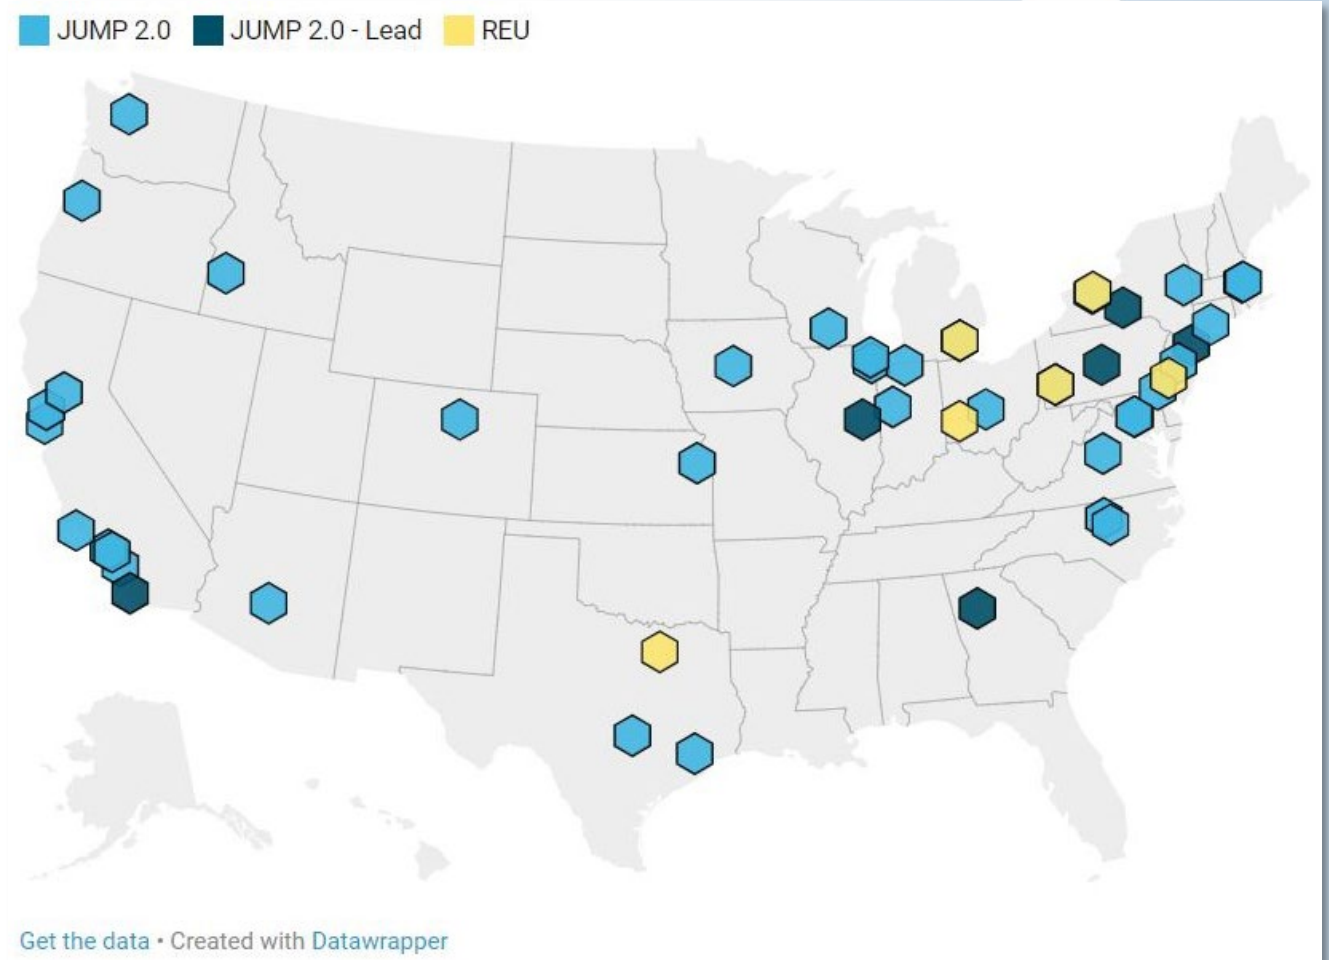 JUMP 2.0 JUMP 2.0 - Lead REU
Get the data • Created with Datawrapper